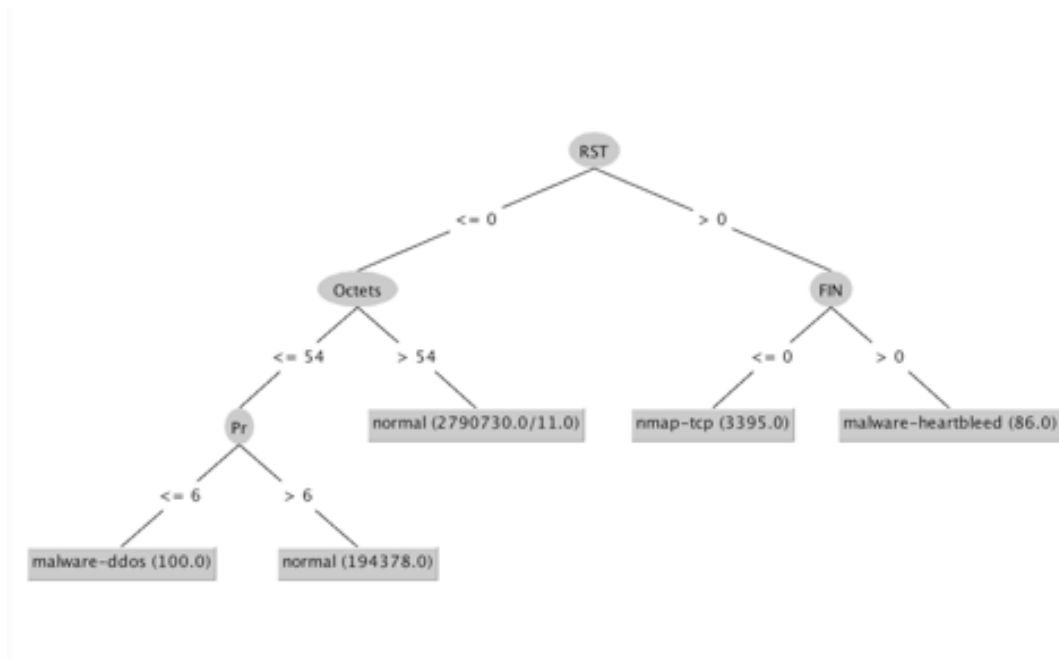 RST
<= 0
> 0
Octets
FIN
<= 54
> 54
<= 0
> 0
Pr
normal (2790730.0/11.0)
nmap-tcp (3395.0)
malware-heartbleed (86.0)
<= 6
> 6
malware-ddos (100.0)
normal (194378.0)